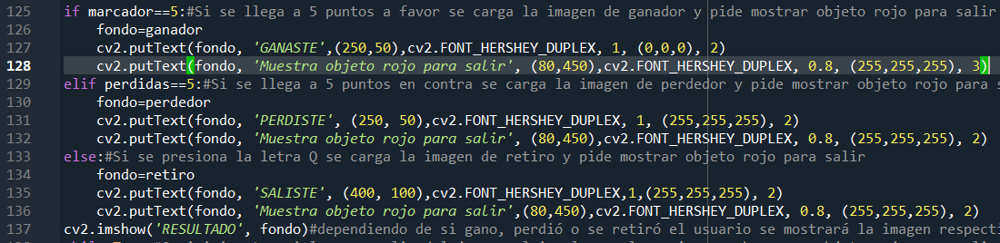 125 if marcador==5:#Si se llega a 5 puntos a favor se carga la imagen de ganador y pide mostrar objeto rojo para salir
126 fondo=ganador
127 cv2.putText(fondo, 'GANASTE',(250,50),cv2.FONT_HERSHEY_DUPLEX, 1, (0,0,0), 2)
128 cv2.putText(fondo, 'Muestra objeto rojo para salir', (80,450),cv2.FONT_HERSHEY_DUPLEX, 0.8, (255,255,255), 3)
129 elif perdidas==5:#Si se llega a 5 puntos en contra se carga la imagen de perdedor y pide mostrar objeto rojo para s
130 fondo=perdedor
131 cv2.putText(fondo, 'PERDISTE', (250, 50),cv2.FONT_HERSHEY_DUPLEX, 1, (255,255,255), 2)
132 cv2.putText(fondo, 'Muestra objeto rojo para salir', (80,450),cv2.FONT_HERSHEY_DUPLEX, 0.8, (255,255,255), 2)
133 else:#Si se presiona la letra Q se carga la imagen de retiro y pide mostrar objeto rojo para salir
134 fondo=retiro
135 cv2.putText(fondo, 'SALISTE', (400, 100),cv2.FONT_HERSHEY_DUPLEX,1,(255,255,255), 2)
136 cv2.putText(fondo, 'Muestra objeto rojo para salir',(80,450),cv2.FONT_HERSHEY_DUPLEX, 0.8, (255,255,255), 2)
137 cv2.imshow('RESULTADO', fondo)#dependiendo de si gano, perdió o se retiró el usuario se mostrará la imagen respecti